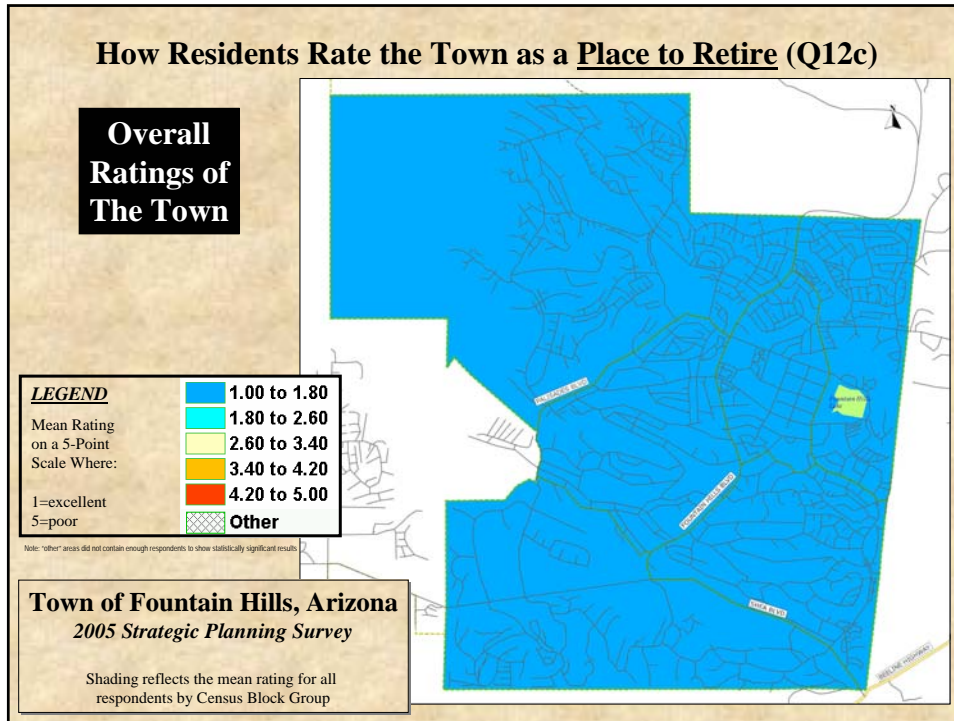 How Residents Rate the Town as a Place to Retire (Q12c)
Overall
Ratings of
The Town
PALISADES BLVD
FOUNTAIN HILLS BLVD
SHEA BLVD
BEELINE HIGHWAY
LEGEND
Mean Rating
on a 5-Point
Scale Where:
1=excellent
5=poor
1.00 to 1.80
1.80 to 2.60
2.60 to 3.40
3.40 to 4.20
4.20 to 5.00
Other
Note: "other" areas did not contain enough respondents to show statistically significant results
Town of Fountain Hills, Arizona
2005 Strategic Planning Survey
Shading reflects the mean rating for all
respondents by Census Block Group